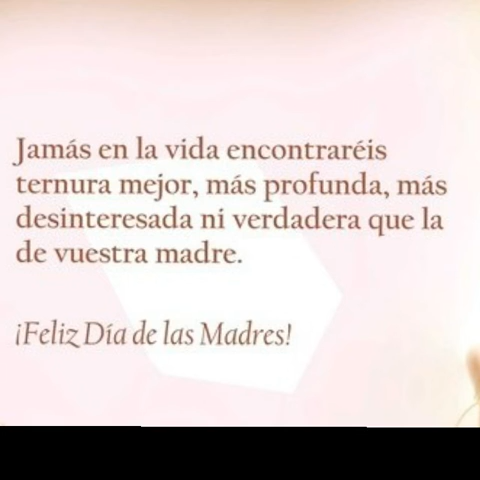 Jamás en la vida encontraréis
ternura mejor, más profunda, más
desinteresada ni verdadera que la
de vuestra madre.
¡Feliz Día de las Madres!